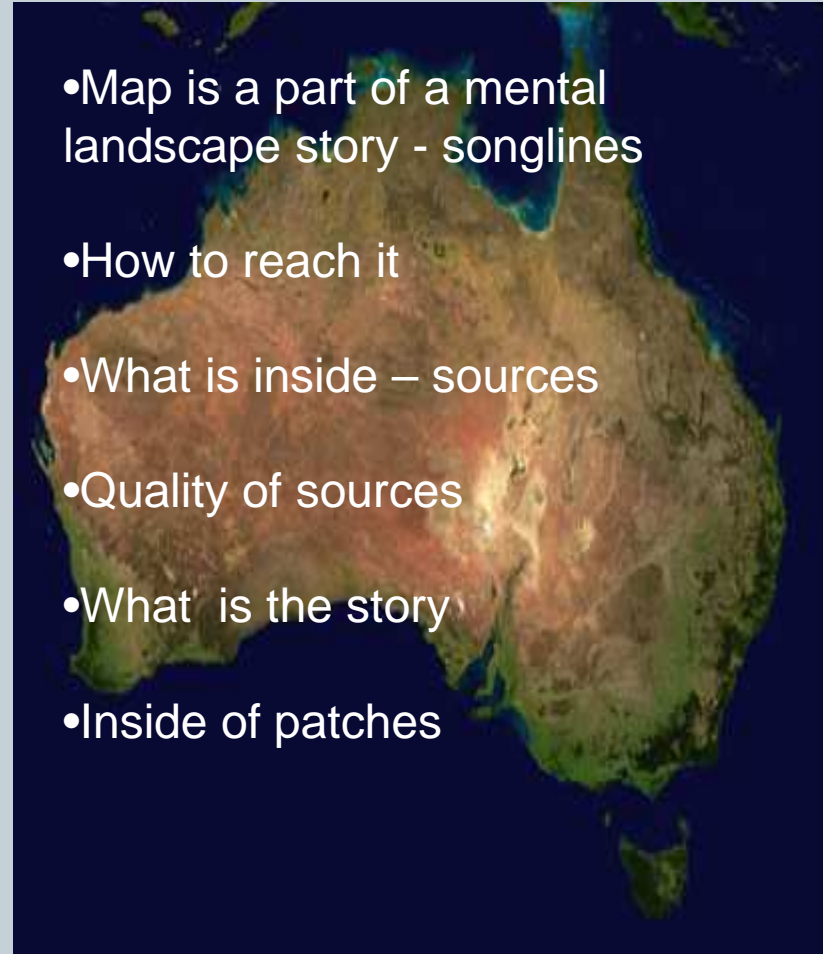 •Map is a part of a mental
landscape story - songlines
•How to reach it
•What is inside – sources
•Quality of sources
•What  is the story
•Inside of patches